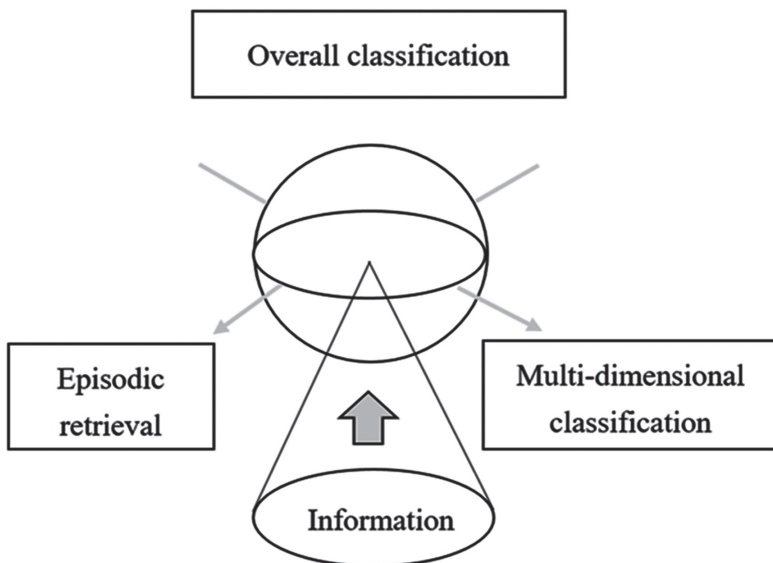 Overall classification
Episodic
retrieval
Multi-dimensional
classification
Information